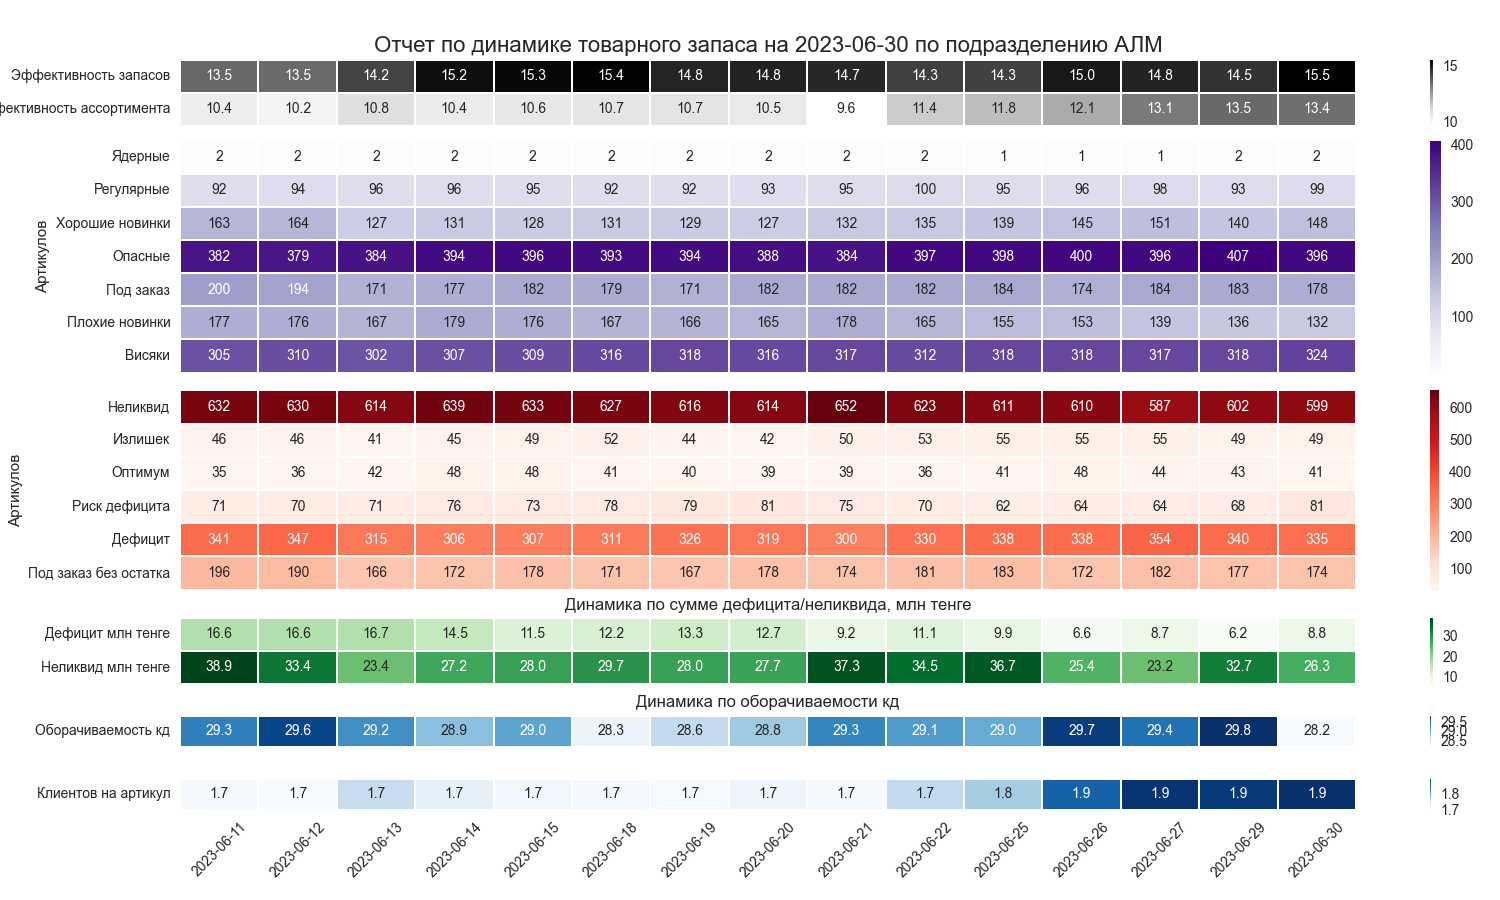 Отчет по динамике товарного запаса на 2023-06-30 по подразделению АЛМ
Эффективность запасов 13.5 13.5 14.2 15.2 15.3 15.4 14.8 14.8 14.7 14.3 14.3 15.0 14.8 14.5 15.5
фективность ассортимента 10.4 10.2 10.8 10.4 10.6 10.7 10.7 10.5 9.6 11.4 11.8 12.1 13.1 13.5 13.4
15
10
Артикулов
Ядерные 2 2 2 2 2 2 2 2 2 2 1 1 1 2 2
Регулярные 92 94 96 96 95 92 92 93 95 100 95 96 98 93 99
Хорошие новинки 163 164 127 131 128 131 129 127 132 135 139 145 151 140 148
Опасные 382 379 384 394 396 393 394 388 384 397 398 400 396 407 396
Под заказ 200 194 171 177 182 179 171 182 182 182 184 174 184 183 178
Плохие новинки 177 176 167 179 176 167 166 165 178 165 155 153 139 136 132
Висяки 305 310 302 307 309 316 318 316 317 312 318 318 317 318 324
400
300
200
100
Артикулов
Неликвид 632 630 614 639 633 627 616 614 652 623 611 610 587 602 599
Излишек 46 46 41 45 49 52 44 42 50 53 55 55 55 49 49
Оптимум 35 36 42 48 48 41 40 39 39 36 41 48 44 43 41
Риск дефицита 71 70 71 76 73 78 79 81 75 70 62 64 64 68 81
Дефицит 341 347 315 306 307 311 326 319 300 330 338 338 354 340 335
Под заказ без остатка 196 190 166 172 178 171 167 178 174 181 183 172 182 177 174
600
500
400
300
200
100
Динамика по сумме дефицита/неликвида, млн тенге
Дефицит млн тенге 16.6 16.6 16.7 14.5 11.5 12.2 13.3 12.7 9.2 11.1 9.9 6.6 8.7 6.2 8.8
Неликвид млн тенге 38.9 33.4 23.4 27.2 28.0 29.7 28.0 27.7 37.3 34.5 36.7 25.4 23.2 32.7 26.3
30
20
10
Динамика по оборачиваемости кд
Оборачиваемость кд 29.3 29.6 29.2 28.9 29.0 28.3 28.6 28.8 29.3 29.1 29.0 29.7 29.4 29.8 28.2
29.5
29.0
28.5
Клиентов на артикул 1.7 1.7 1.7 1.7 1.7 1.7 1.7 1.7 1.7 1.7 1.8 1.9 1.9 1.9 1.9
1.8
1.7
2023-06-11 2023-06-12 2023-06-13 2023-06-14 2023-06-15 2023-06-18 2023-06-19 2023-06-20 2023-06-21 2023-06-22 2023-06-25 2023-06-26 2023-06-27 2023-06-29 2023-06-30